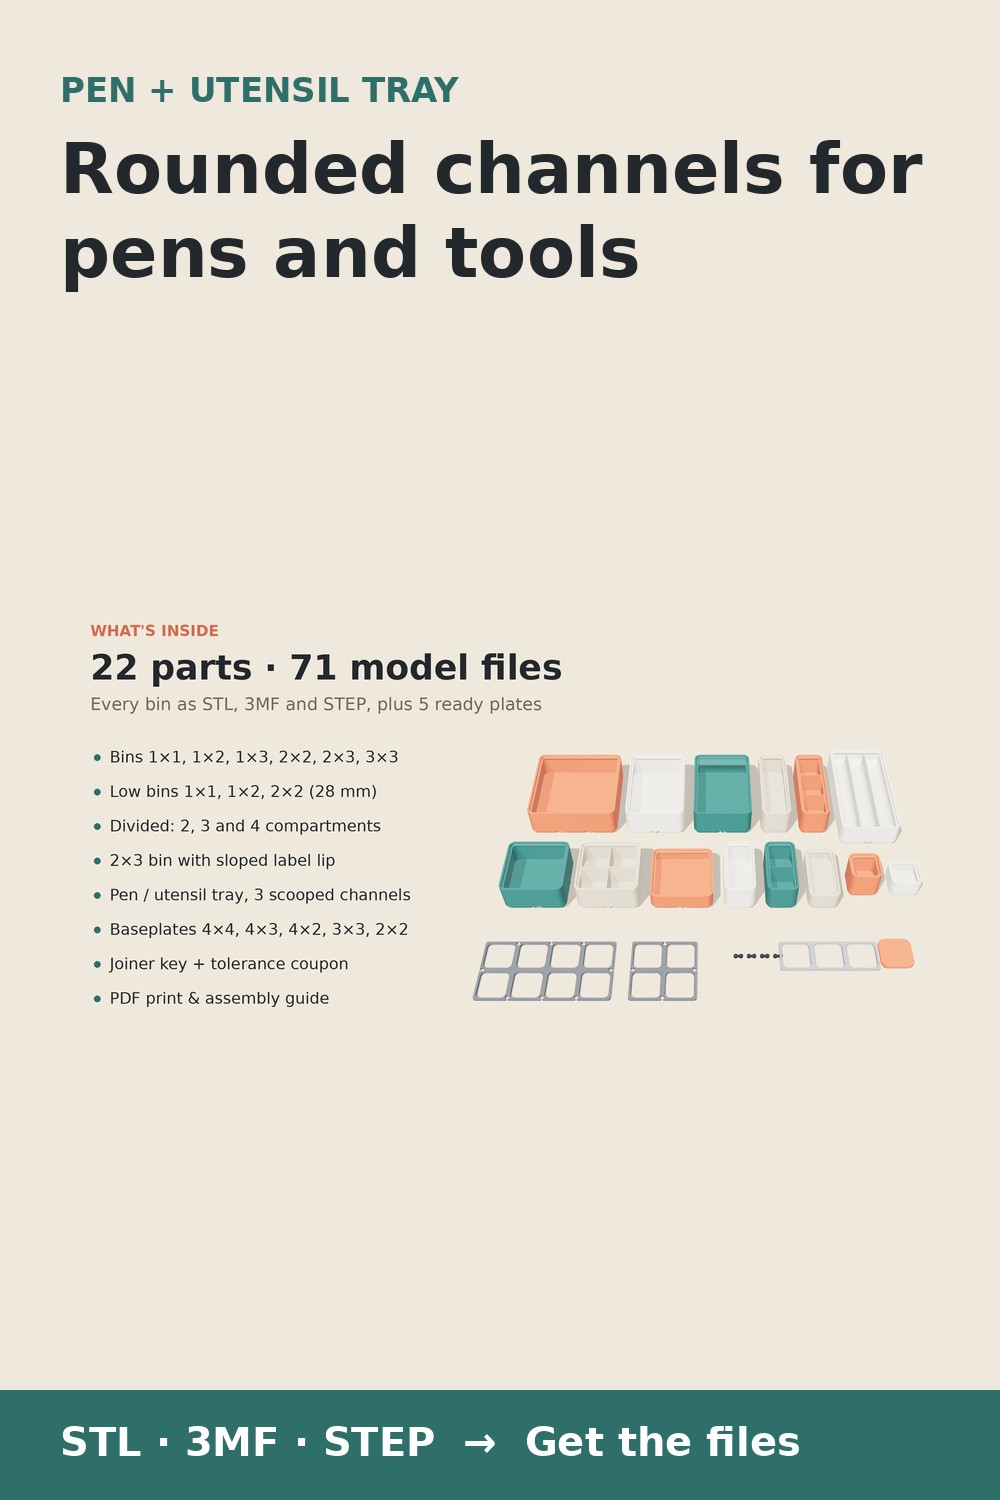 PEN + UTENSIL TRAY
Rounded channels for
pens and tools
WHAT'S INSIDE
22 parts · 71 model files
Every bin as STL, 3MF and STEP, plus 5 ready plates
• Bins 1×1, 1×2, 1×3, 2×2, 2×3, 3×3
• Low bins 1×1, 1×2, 2×2 (28 mm)
• Divided: 2, 3 and 4 compartments
• 2×3 bin with sloped label lip
• Pen / utensil tray, 3 scooped channels
• Baseplates 4×4, 4×3, 4×2, 3×3, 2×2
• Joiner key + tolerance coupon
• PDF print & assembly guide
STL · 3MF · STEP → Get the files